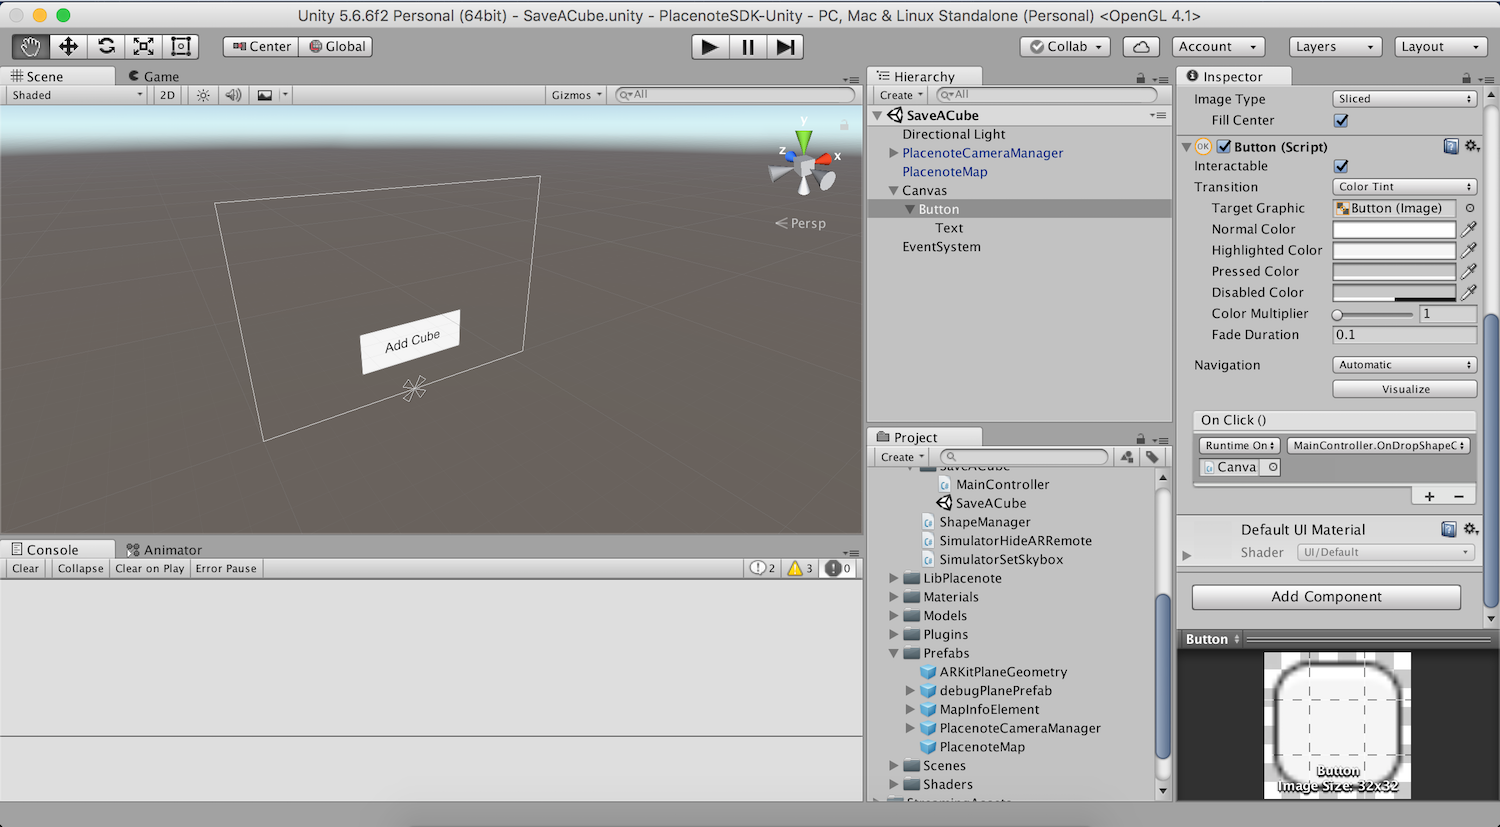 Unity 5.6.6f2 Personal (64bit) - SaveACube.unity - PlacenoteSDK-Unity - PC, Mac & Linux Standalone (Personal) <OpenGL 4.1>
Center Global Collab Account Layers Layout
Scene Game
Shaded 2D Gizmos All
y
z
x
Persp
Add Cube
Console Animator
Clear Collapse Clear on Play Error Pause 2 3 0
Hierarchy
Create All
SaveACube
Directional Light
PlacenoteCameraManager
PlacenoteMap
Canvas
Button
Text
EventSystem
Project
Create
SaveACube
MainController
SaveACube
ShapeManager
SimulatorHideARRemote
SimulatorSetSkybox
LibPlacenote
Materials
Models
Plugins
Prefabs
ARKitPlaneGeometry
debugPlanePrefab
MapInfoElement
PlacenoteCameraManager
PlacenoteMap
Scenes
Shaders
StreamingAssets
Inspector
Image Type Sliced
Fill Center
OK Button (Script)
Interactable
Transition Color Tint
Target Graphic Button (Image)
Normal Color
Highlighted Color
Pressed Color
Disabled Color
Color Multiplier 1
Fade Duration 0.1
Navigation Automatic
Visualize
On Click ()
Runtime On MainController.OnDropShapeC
Canva
+ −
Default UI Material
Shader UI/Default
Add Component
Button
Button
Image Size: 32x32